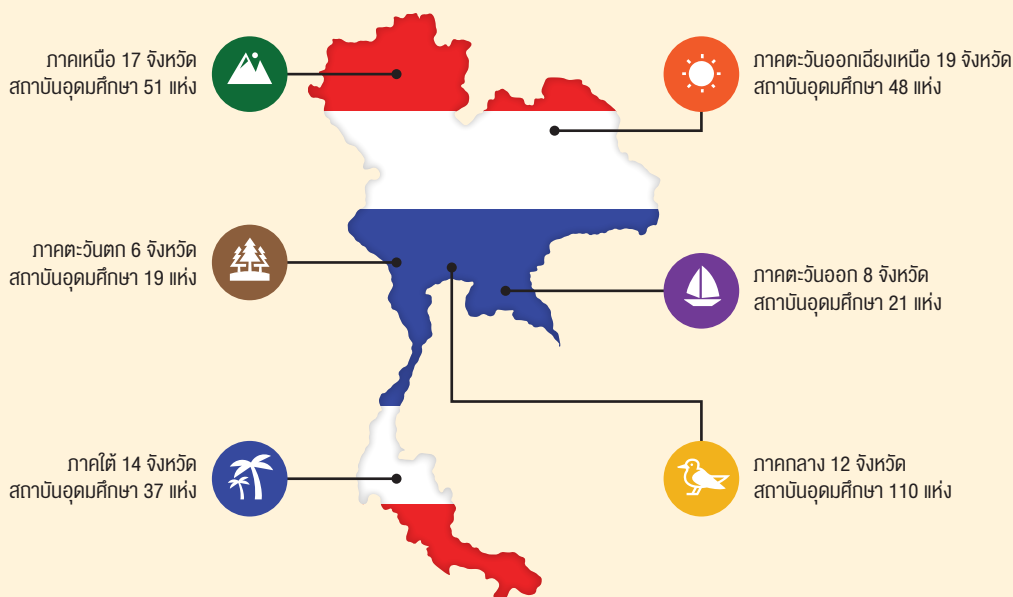 ภาคเหนือ 17 จังหวัด
สถาบันอุดมศึกษา 51 แห่ง
ภาคตะวันออกเฉียงเหนือ 19 จังหวัด
สถาบันอุดมศึกษา 48 แห่ง
ภาคตะวันตก 6 จังหวัด
สถาบันอุดมศึกษา 19 แห่ง
ภาคตะวันออก 8 จังหวัด
สถาบันอุดมศึกษา 21 แห่ง
ภาคใต้ 14 จังหวัด
สถาบันอุดมศึกษา 37 แห่ง
ภาคกลาง 12 จังหวัด
สถาบันอุดมศึกษา 110 แห่ง